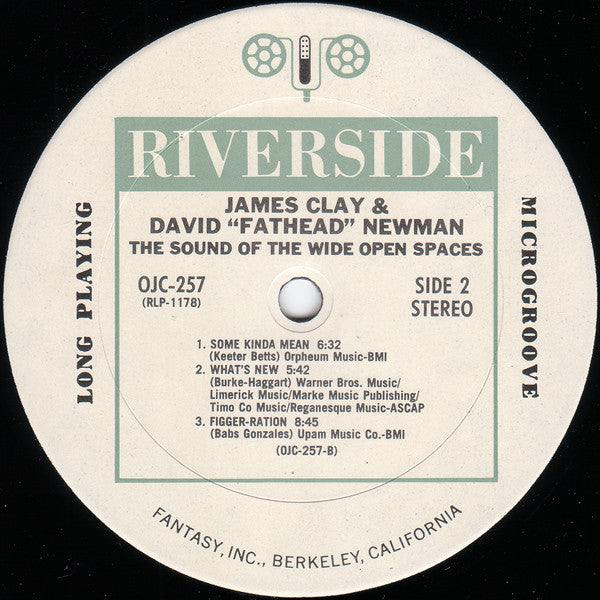 RIVERSIDE
JAMES CLAY &
DAVID “FATHEAD” NEWMAN
THE SOUND OF THE WIDE OPEN SPACES
LONG PLAYING
MICROGROOVE
OJC-257
(RLP-1178)
SIDE 2
STEREO
1. SOME KINDA MEAN 6:32
(Keeter Betts) Orpheum Music-BMI
2. WHAT'S NEW 5:42
(Burke-Haggart) Warner Bros. Music/
Limerick Music/Marke Music Publishing/
Timo Co Music/Reganesque Music-ASCAP
3. FIGGER-RATION 8:45
(Babs Gonzales) Upam Music Co.-BMI
(OJC-257-B)
FANTASY, INC., BERKELEY, CALIFORNIA